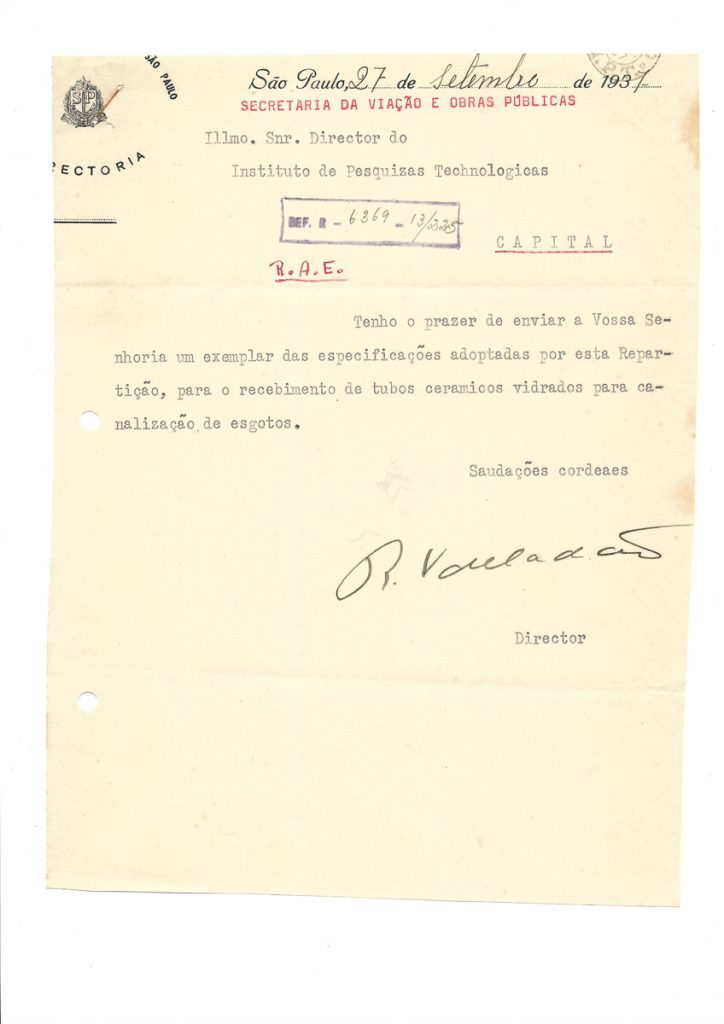 SÃO PAULO
São Paulo, 27 de Setembro de 1937
SECRETARIA DA VIAÇÃO E OBRAS PÚBLICAS
SP
ECTORIA
Illmo. Snr. Director do
Instituto de Pesquizas Technologicas
REF. R - 6369 -
CAPITAL
R.A.E.
Tenho o prazer de enviar a Vossa Se-
nhoria um exemplar das especificações adoptadas por esta Repar-
tição, para o recebimento de tubos ceramicos vidrados para ca-
nalização de esgotos.
Saudações cordeaes
R.
Director